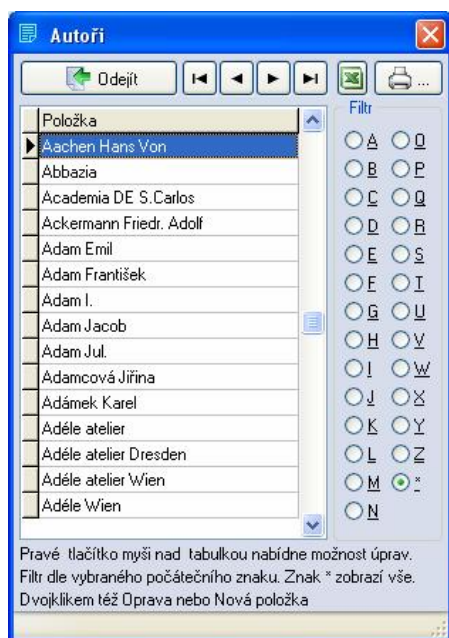 Autoři
Odejít
...
Položka
Aachen Hans Von
Abbazia
Academia DE S.Carlos
Ackermann Friedr. Adolf
Adam Emil
Adam František
Adam I.
Adam Jacob
Adam Jul.
Adamcová Jiřina
Adámek Karel
Adéle atelier
Adéle atelier Dresden
Adéle atelier Wien
Adéle Wien
Filtr
A O
B P
C Q
D R
E S
F T
G U
H V
I W
J X
K Y
L Z
M *
N
Pravé tlačítko myši nad tabulkou nabídne možnost úprav.
Filtr dle vybraného počátečního znaku. Znak * zobrazí vše.
Dvojklikem též Oprava nebo Nová položka